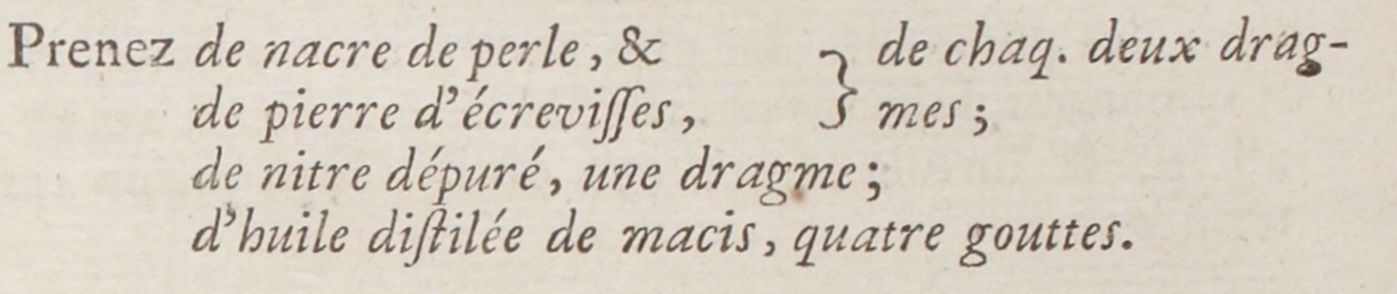 Prenez de nacre de perle, & } de chaq. deux drag-
de pierre d'écreviſſes, } mes;
de nitre dépuré, une dragme;
d'huile diſtilée de macis, quatre gouttes.